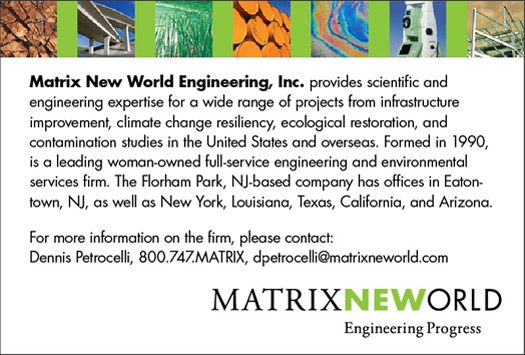 Matrix New World Engineering, Inc. provides scientific and
engineering expertise for a wide range of projects from infrastructure
improvement, climate change resiliency, ecological restoration, and
contamination studies in the United States and overseas. Formed in 1990,
is a leading woman-owned full-service engineering and environmental
services firm. The Florham Park, NJ-based company has offices in Eaton-
town, NJ, as well as New York, Louisiana, Texas, California, and Arizona.
For more information on the firm, please contact:
Dennis Petrocelli, 800.747.MATRIX, dpetrocelli@matrixneworld.com
MATRIXNEWORLD
Engineering Progress